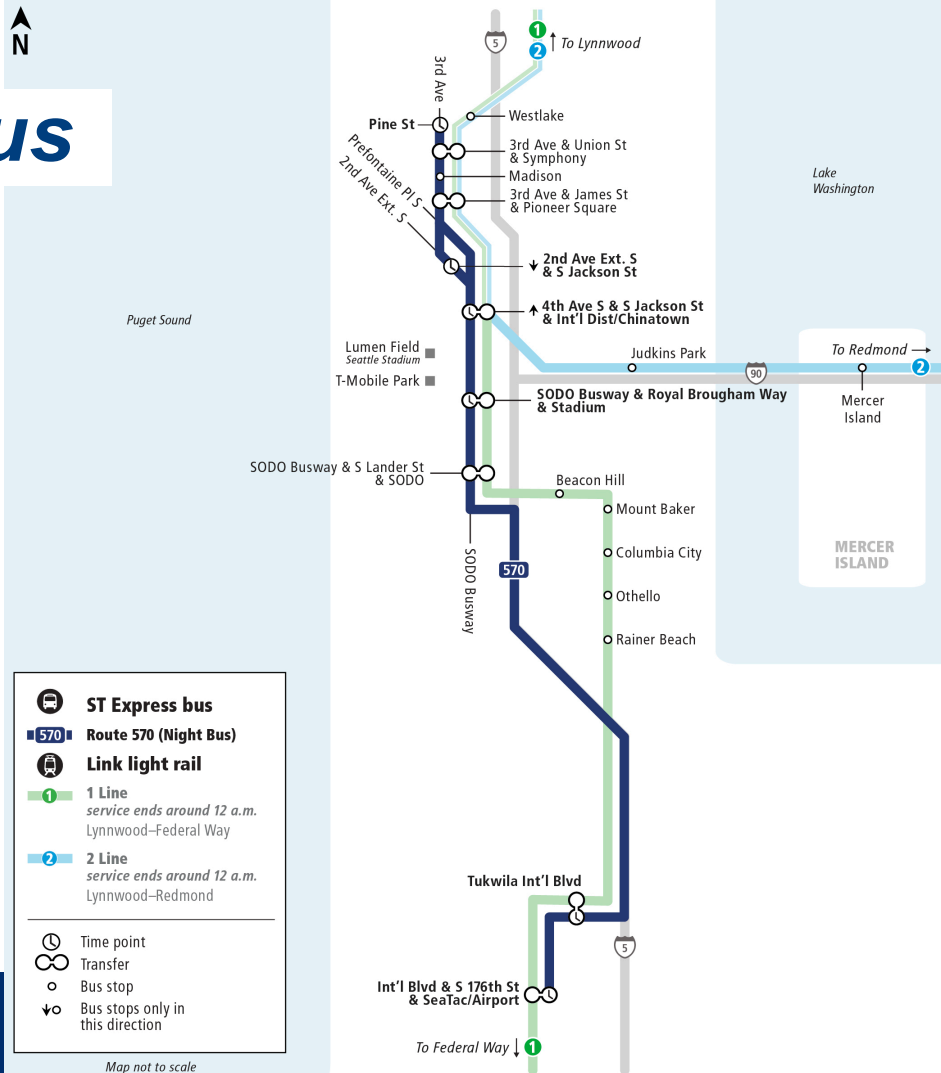 N
us
5
1
2
To Lynnwood
3rd Ave
Pine St
Westlake
3rd Ave & Union St
& Symphony
Madison
3rd Ave & James St
& Pioneer Square
Prefontaine Pl S
2nd Ave Ext. S
2nd Ave Ext. S
& S Jackson St
4th Ave S & S Jackson St
& Int'l Dist/Chinatown
Lake
Washington
Puget Sound
Lumen Field
Seattle Stadium
T-Mobile Park
Judkins Park
To Redmond
90
2
Mercer
Island
SODO Busway & Royal Brougham Way
& Stadium
SODO Busway & S Lander St
& SODO
Beacon Hill
Mount Baker
Columbia City
Othello
Rainer Beach
MERCER
ISLAND
SODO Busway
570
ST Express bus
570
Route 570 (Night Bus)
Link light rail
1
1 Line
service ends around 12 a.m.
Lynnwood–Federal Way
2
2 Line
service ends around 12 a.m.
Lynnwood–Redmond
Time point
Transfer
Bus stop
Bus stops only in
this direction
Map not to scale
Tukwila Int'l Blvd
5
Int'l Blvd & S 176th St
& SeaTac/Airport
To Federal Way
1